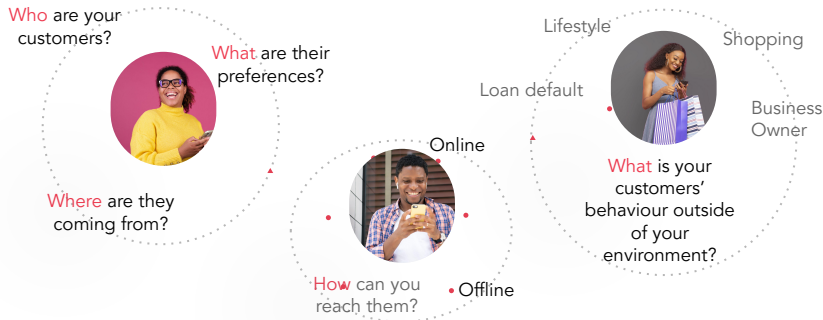 Who are your
customers?
What are their
preferences?
Where are they
coming from?
Online
How can you
reach them?
Offline
Lifestyle
Shopping
Loan default
Business
Owner
What is your
customers’
behaviour outside
of your
environment?